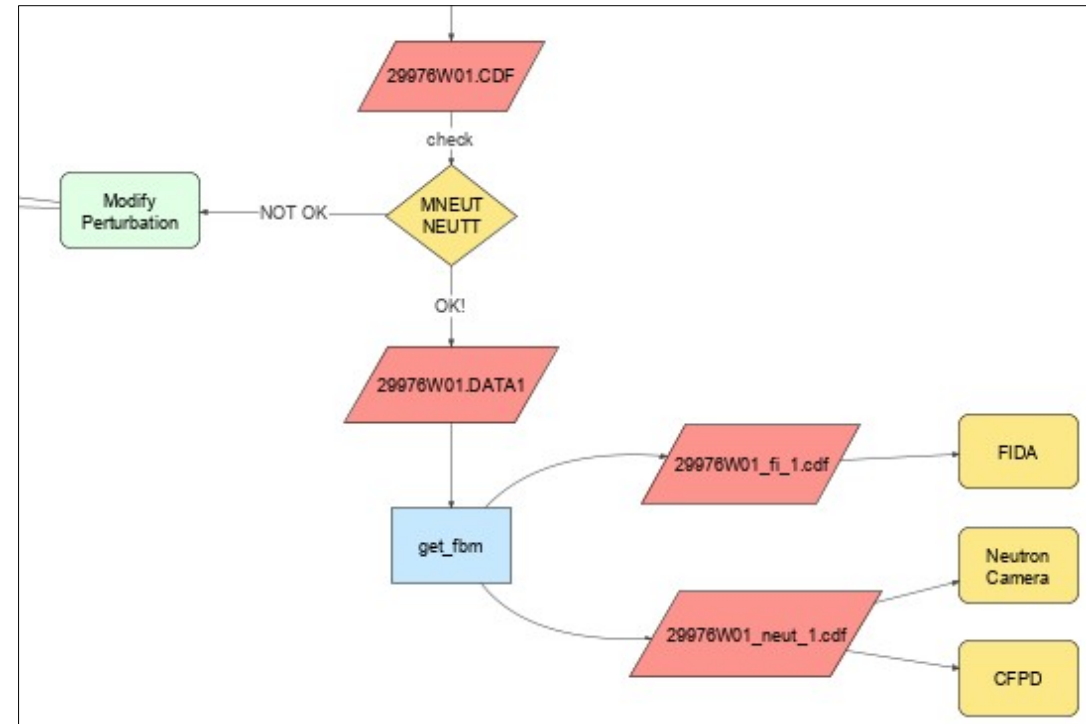 29976W01.CDF
check
Modify
Perturbation
NOT OK
MNEUT
NEUTT
OK!
29976W01.DATA1
29976W01_fi_1.cdf
FIDA
get_fbm
Neutron
Camera
29976W01_neut_1.cdf
CFPD